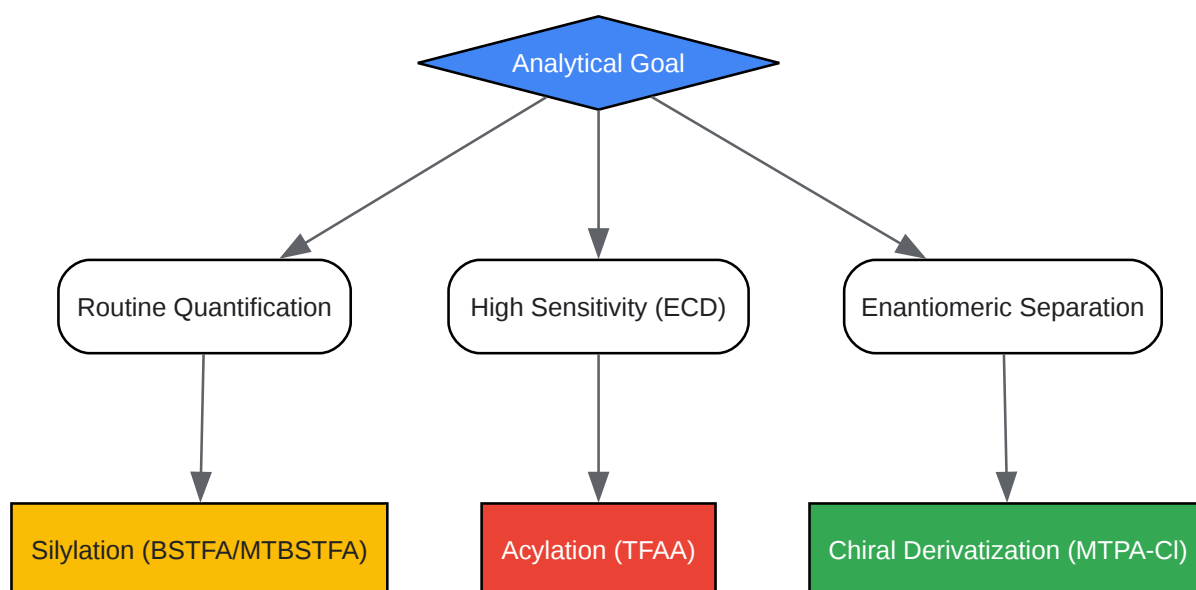 Analytical Goal
Routine Quantification
High Sensitivity (ECD)
Enantiomeric Separation
Silylation (BSTFA/MTBSTFA)
Acylation (TFAA)
Chiral Derivatization (MTPA-Cl)